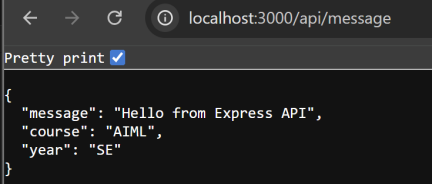 localhost:3000/api/message
Pretty print
{
  "message": "Hello from Express API",
  "course": "AIML",
  "year": "SE"
}